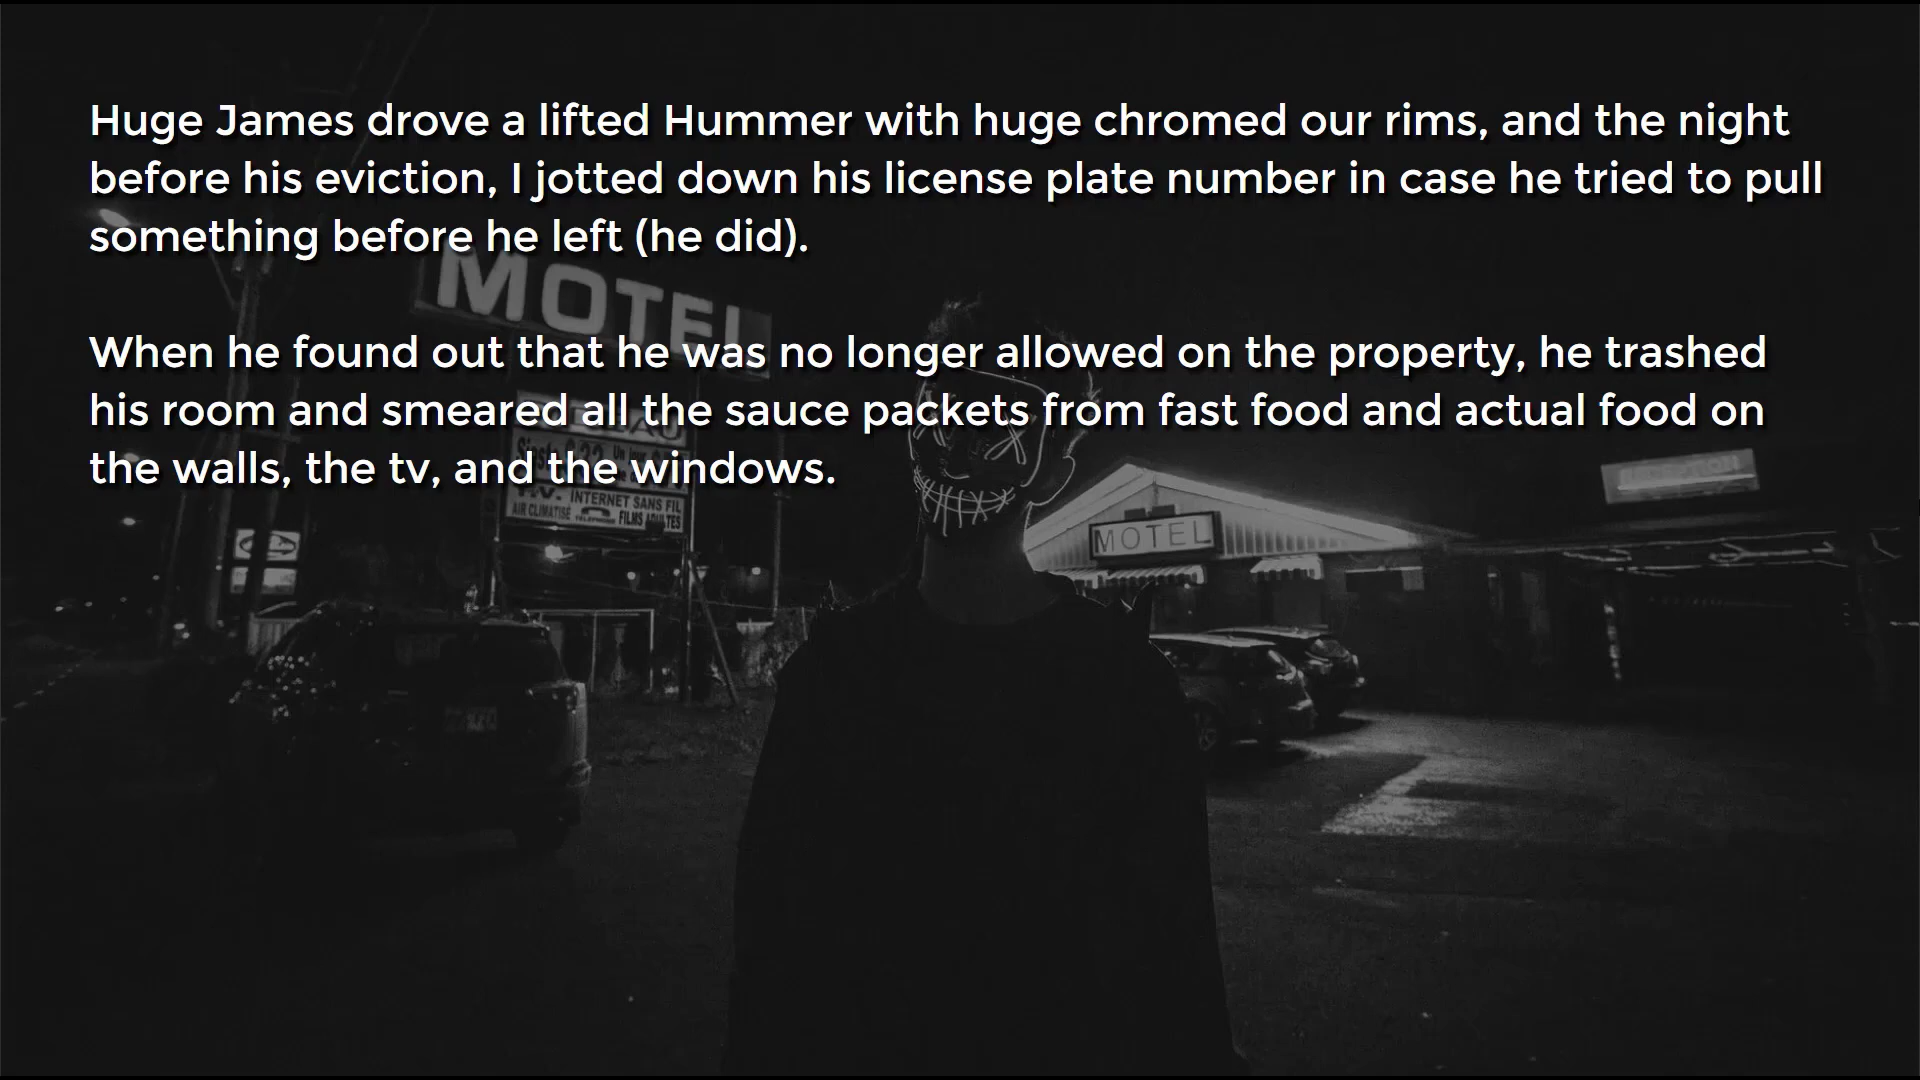 Huge James drove a lifted Hummer with huge chromed our rims, and the night
before his eviction, I jotted down his license plate number in case he tried to pull
something before he left (he did).
MOTEL
When he found out that he was no longer allowed on the property, he trashed
his room and smeared all the sauce packets from fast food and actual food on
the walls, the tv, and the windows.
INTERNET SANS FIL
AIR CLIMATISÉ
FILMS ADULTES
MOTEL
RECEPTION